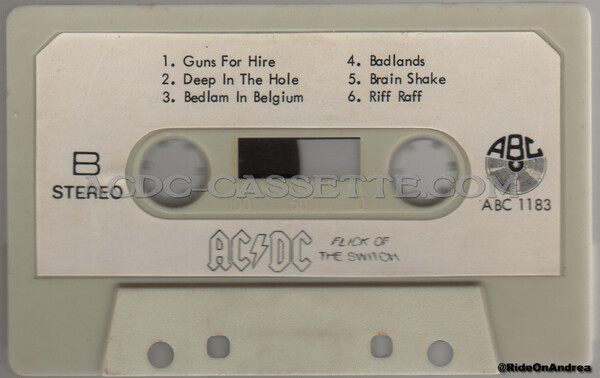 1. Guns For Hire
2. Deep In The Hole
3. Bedlam In Belgium
4. Badlands
5. Brain Shake
6. Riff Raff
B
STEREO
ABC
ABC 1183
ACDC-CASSETTE.COM
AC/DC
FLICK OF
THE SWITCH
@RideOnAndrea